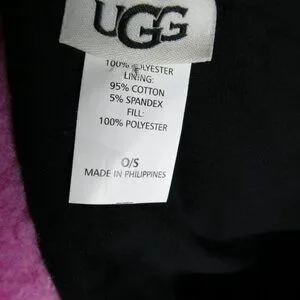 UGG
100% POLYESTER
LINING:
95% COTTON
5% SPANDEX
FILL:
100% POLYESTER
O/S
MADE IN PHILIPPINES